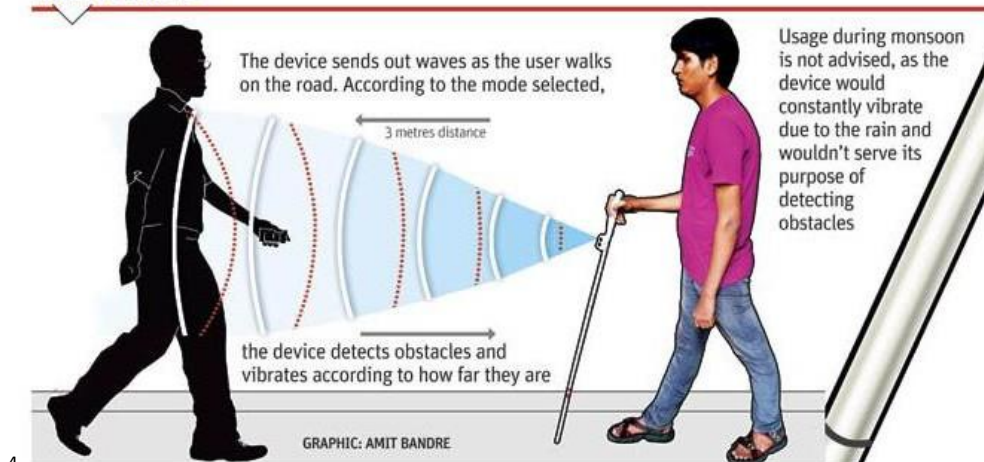 The device sends out waves as the user walks
on the road. According to the mode selected,
3 metres distance
the device detects obstacles and
vibrates according to how far they are
Usage during monsoon
is not advised, as the
device would
constantly vibrate
due to the rain and
wouldn't serve its
purpose of
detecting
obstacles
GRAPHIC: AMIT BANDRE